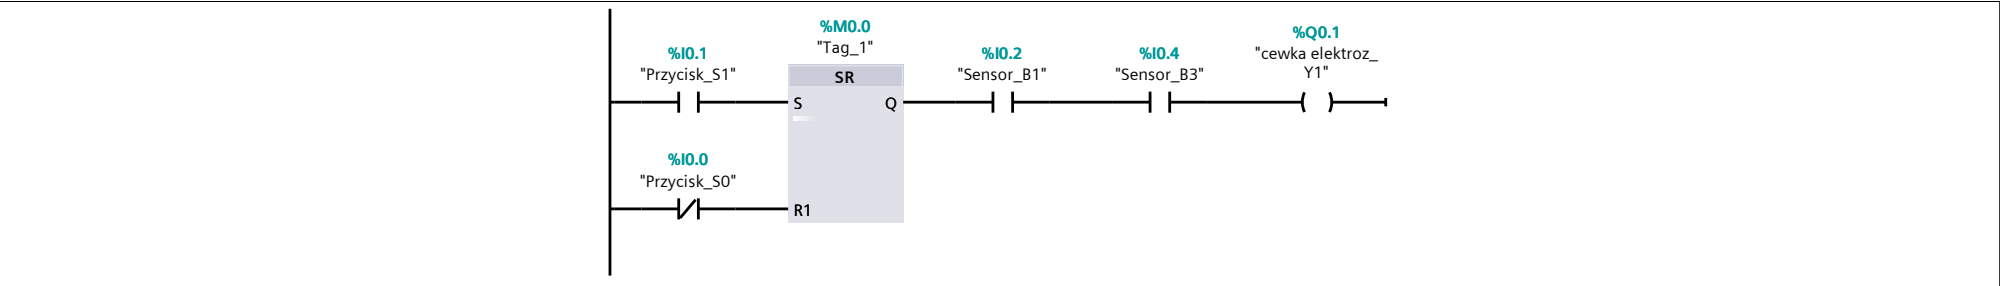 %M0.0
"Tag_1"
%I0.1
"Przycisk_S1"
%I0.2
"Sensor_B1"
%I0.4
"Sensor_B3"
%Q0.1
"cewka elektroz_
Y1"
SR
S
Q
%I0.0
"Przycisk_S0"
R1